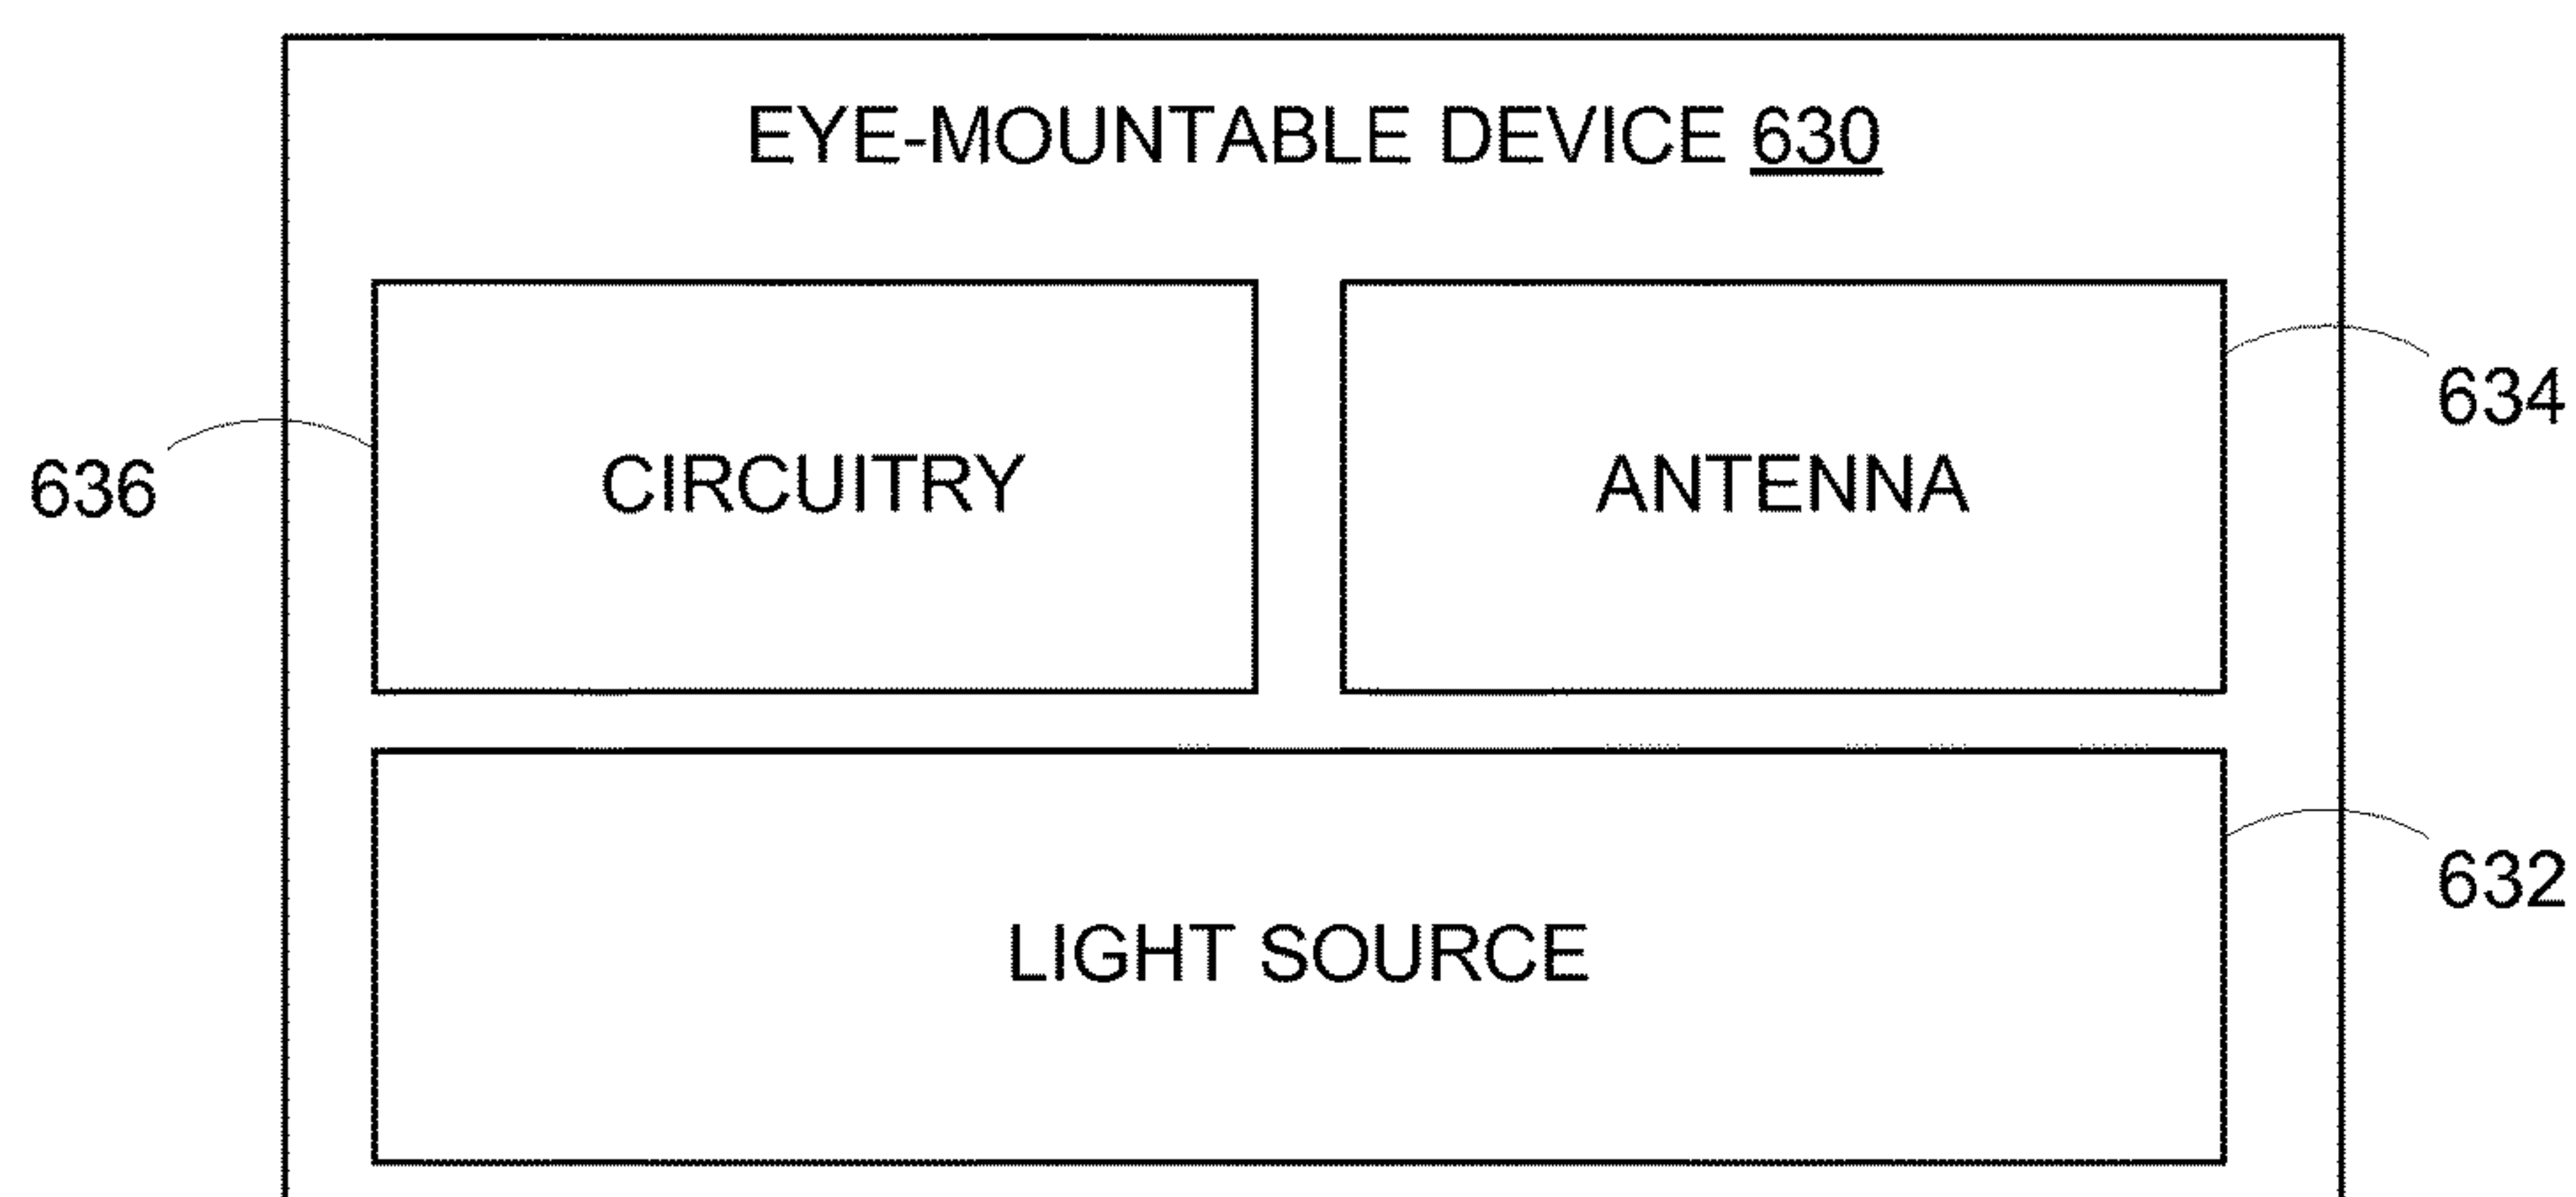 EYE-MOUNTABLE DEVICE 630
634
636
CIRCUITRY
ANTENNA
632
LIGHT SOURCE